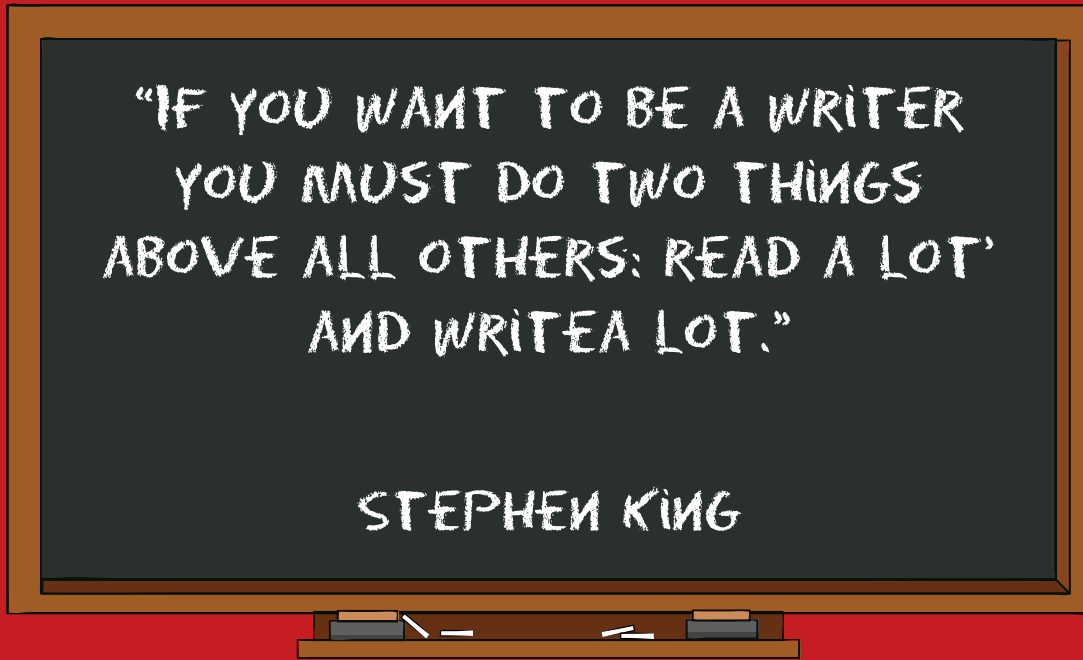 “IF YOU WANT TO BE A WRITER
YOU MUST DO TWO THINGS
ABOVE ALL OTHERS: READ A LOT’
AND WRITEA LOT.”
STEPHEN KING